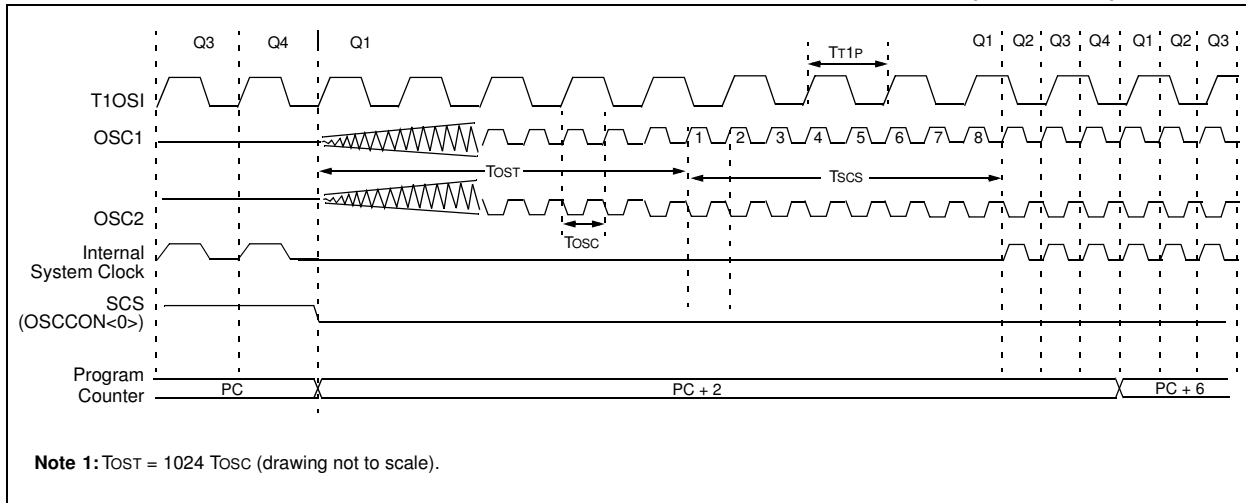 Q3 Q4 Q1 Q1 Q2 Q3 Q4 Q1 Q2 Q3
TT1P
T1OSI
OSC1
1 2 3 4 5 6 7 8
TOST
TSCS
OSC2
TOSC
Internal
System Clock
SCS
(OSCCON<0>)
Program
Counter
PC PC + 2 PC + 6
Note 1: TOST = 1024 TOSC (drawing not to scale).